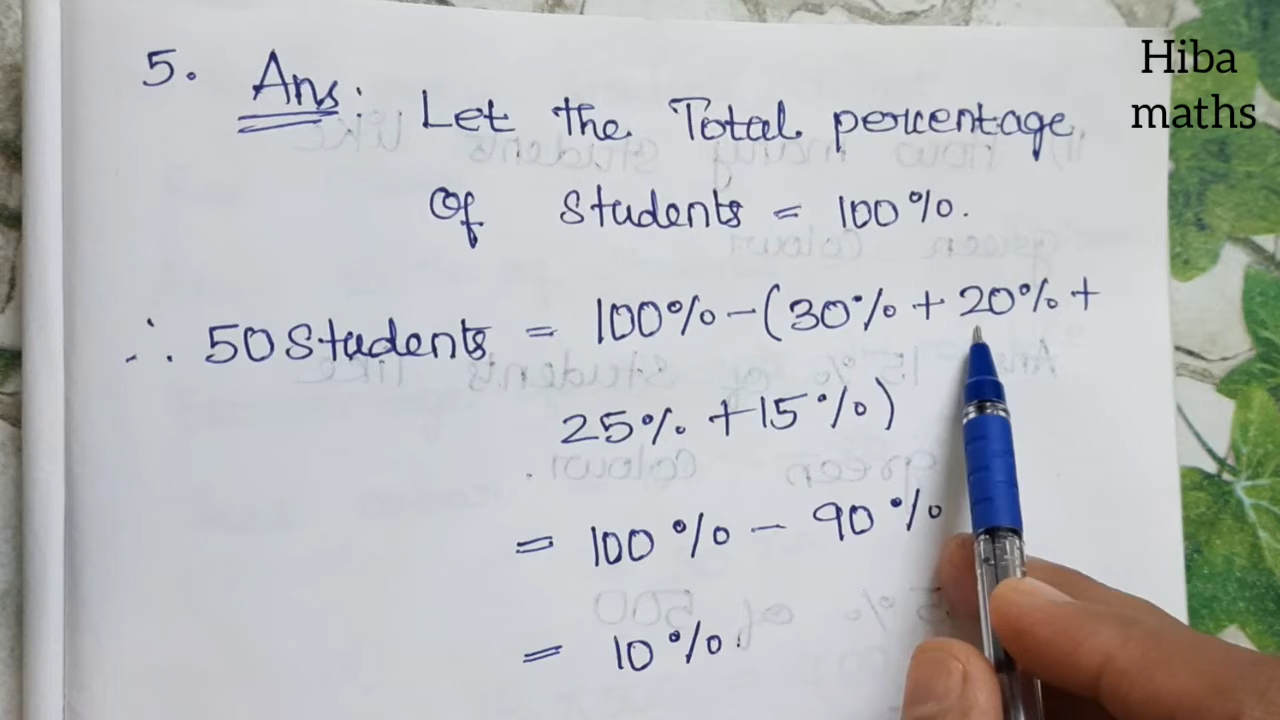 Hiba
maths
5. Ans: Let the Total percentage
Of Students = 100%.
∴ 50 Students = 100% - (30% + 20% +
25% + 15%)
= 100% - 90%
= 10%.